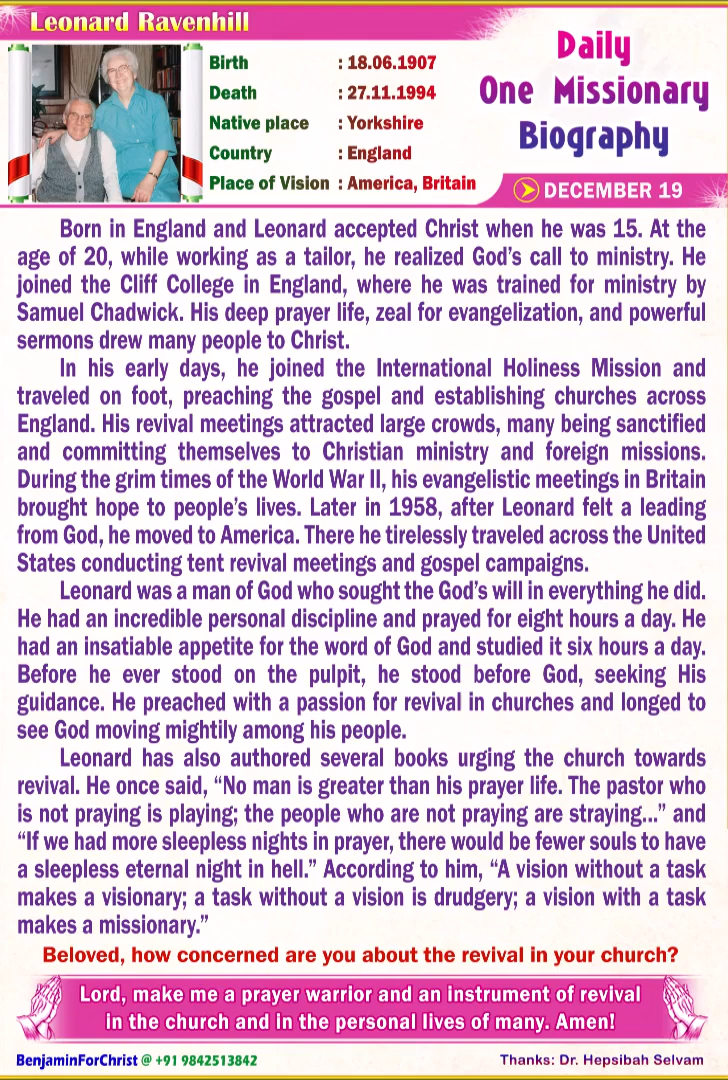 Leonard Ravenhill
Daily
One Missionary
Biography
DECEMBER 19
Birth : 18.06.1907
Death : 27.11.1994
Native place : Yorkshire
Country : England
Place of Vision : America, Britain
Born in England and Leonard accepted Christ when he was 15. At the
age of 20, while working as a tailor, he realized God's call to ministry. He
joined the Cliff College in England, where he was trained for ministry by
Samuel Chadwick. His deep prayer life, zeal for evangelization, and powerful
sermons drew many people to Christ.
In his early days, he joined the International Holiness Mission and
traveled on foot, preaching the gospel and establishing churches across
England. His revival meetings attracted large crowds, many being sanctified
and committing themselves to Christian ministry and foreign missions.
During the grim times of the World War II, his evangelistic meetings in Britain
brought hope to people's lives. Later in 1958, after Leonard felt a leading
from God, he moved to America. There he tirelessly traveled across the United
States conducting tent revival meetings and gospel campaigns.
Leonard was a man of God who sought the God's will in everything he did.
He had an incredible personal discipline and prayed for eight hours a day. He
had an insatiable appetite for the word of God and studied it six hours a day.
Before he ever stood on the pulpit, he stood before God, seeking His
guidance. He preached with a passion for revival in churches and longed to
see God moving mightily among his people.
Leonard has also authored several books urging the church towards
revival. He once said, “No man is greater than his prayer life. The pastor who
is not praying is playing; the people who are not praying are straying...” and
“If we had more sleepless nights in prayer, there would be fewer souls to have
a sleepless eternal night in hell.” According to him, “A vision without a task
makes a visionary; a task without a vision is drudgery; a vision with a task
makes a missionary.”
Beloved, how concerned are you about the revival in your church?
Lord, make me a prayer warrior and an instrument of revival
in the church and in the personal lives of many. Amen!
BenjaminForChrist @ +91 9842513842
Thanks: Dr. Hepsibah Selvam